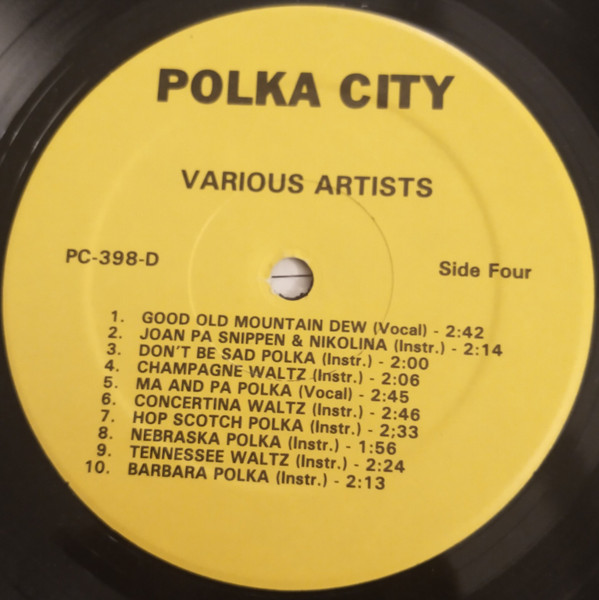 POLKA CITY
VARIOUS ARTISTS
PC-398-D
Side Four
1. GOOD OLD MOUNTAIN DEW (Vocal) - 2:42
2. JOAN PA SNIPPEN & NIKOLINA (Instr.) - 2:14
3. DON'T BE SAD POLKA (Instr.) - 2:00
4. CHAMPAGNE WALTZ (Instr.) - 2:06
5. MA AND PA POLKA (Vocal) - 2:45
6. CONCERTINA WALTZ (Instr.) - 2:46
7. HOP SCOTCH POLKA (Instr.) - 2;33
8. NEBRASKA POLKA (Instr.) - 1:56
9. TENNESSEE WALTZ (Instr.) - 2:24
10. BARBARA POLKA (Instr.) - 2:13